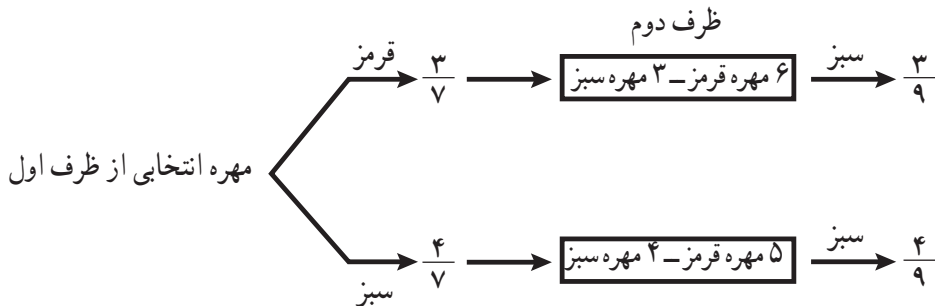 ظرف دوم
قرمز ۳/۷ ۶ مهره قرمز – ۳ مهره سبز سبز ۳/۹
مهره انتخابی از ظرف اول
سبز ۴/۷ ۵ مهره قرمز – ۴ مهره سبز سبز ۴/۹